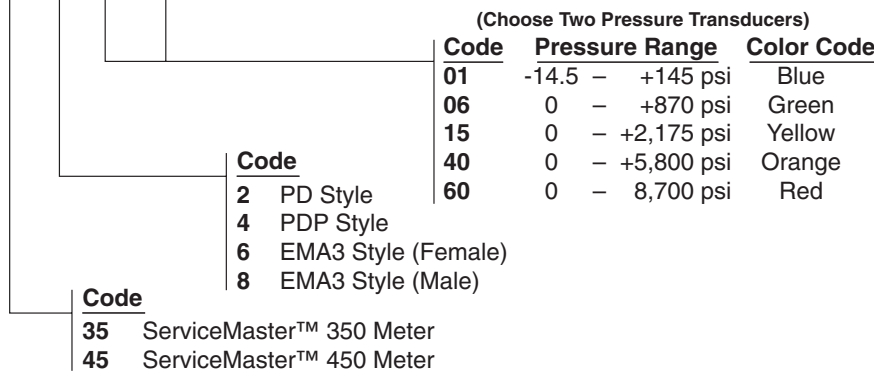 (Choose Two Pressure Transducers)
Code Pressure Range Color Code
01 -14.5 – +145 psi Blue
06 0 – +870 psi Green
15 0 – +2,175 psi Yellow
40 0 – +5,800 psi Orange
60 0 – 8,700 psi Red
Code
2 PD Style
4 PDP Style
6 EMA3 Style (Female)
8 EMA3 Style (Male)
Code
35 ServiceMaster™ 350 Meter
45 ServiceMaster™ 450 Meter